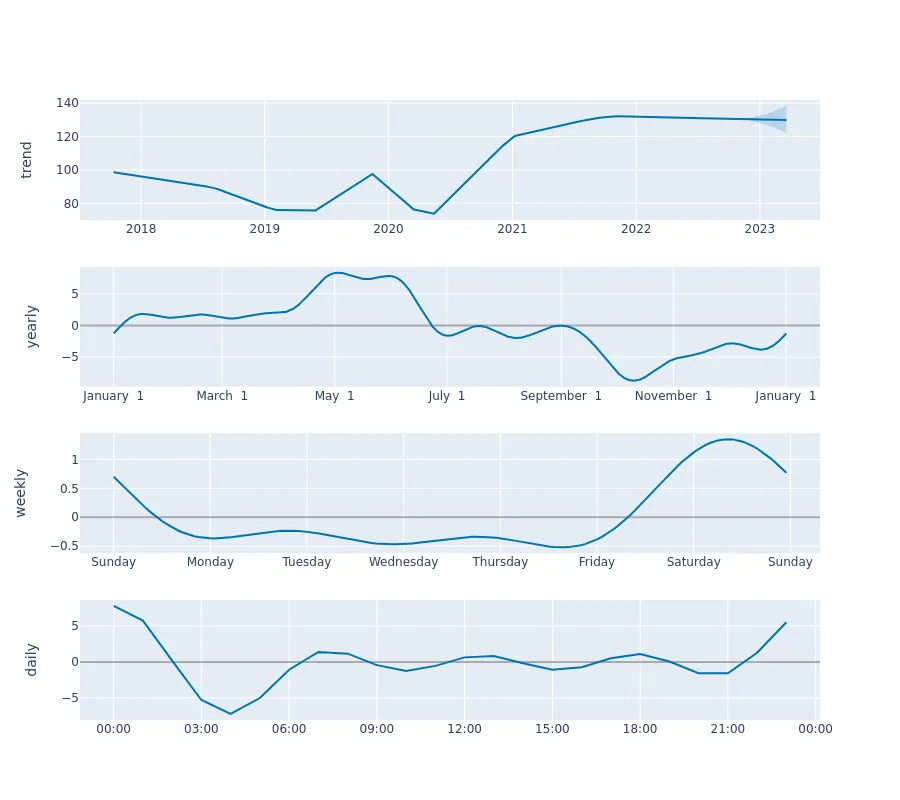 trend
140
120
100
80
2018 2019 2020 2021 2022 2023
yearly
5
0
−5
January 1 March 1 May 1 July 1 September 1 November 1 January 1
weekly
1
0.5
0
−0.5
Sunday Monday Tuesday Wednesday Thursday Friday Saturday Sunday
daily
5
0
−5
00:00 03:00 06:00 09:00 12:00 15:00 18:00 21:00 00:00